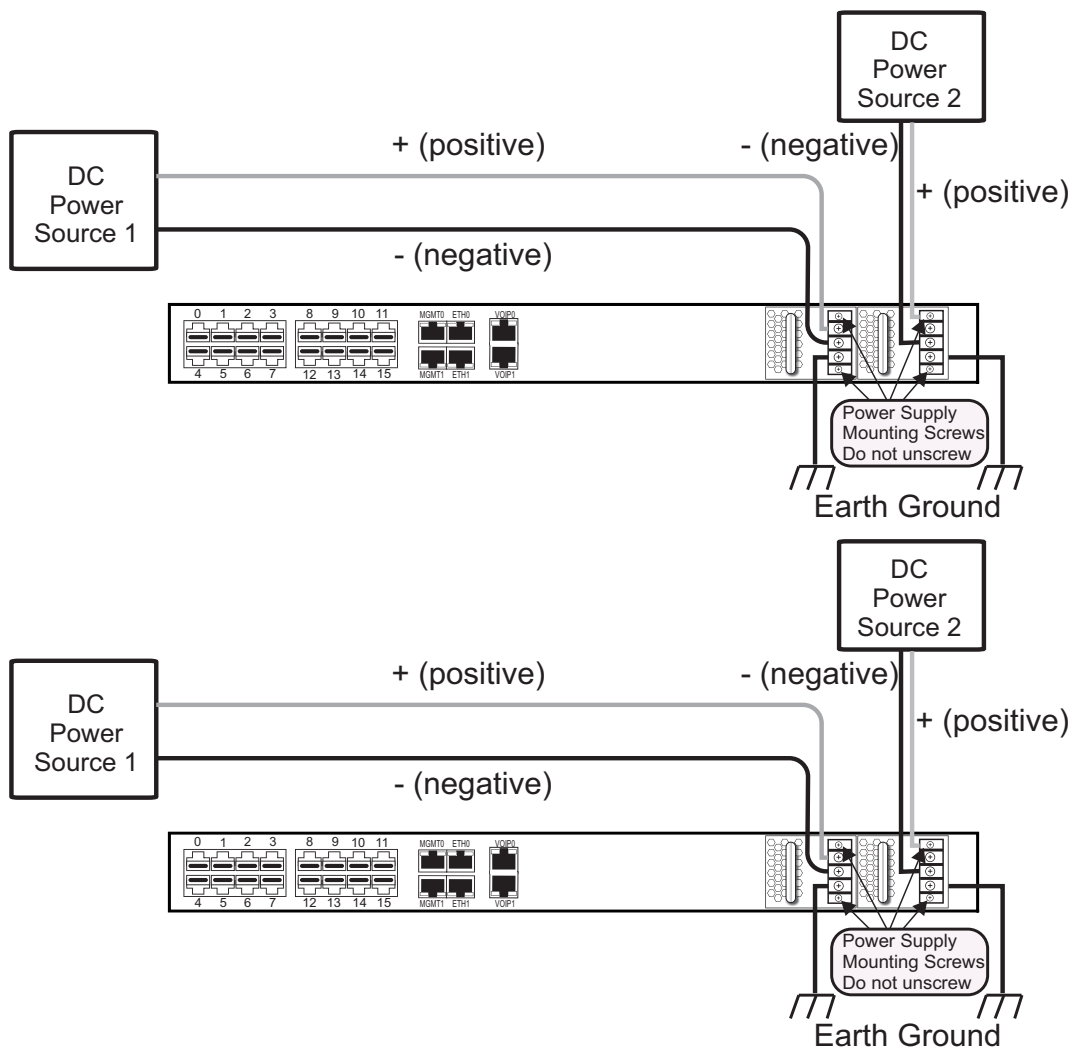 DC
Power
Source 2
+ (positive)
- (negative)
DC
Power
Source 1
+ (positive)
- (negative)
0 1 2 3 8 9 10 11 MGMT0 ETH0 VOIP0
4 5 6 7 12 13 14 15 MGMT1 ETH1 VOIP1
Power Supply
Mounting Screws
Do not unscrew
Earth Ground
DC
Power
Source 2
+ (positive)
- (negative)
DC
Power
Source 1
+ (positive)
- (negative)
0 1 2 3 8 9 10 11 MGMT0 ETH0 VOIP0
4 5 6 7 12 13 14 15 MGMT1 ETH1 VOIP1
Power Supply
Mounting Screws
Do not unscrew
Earth Ground